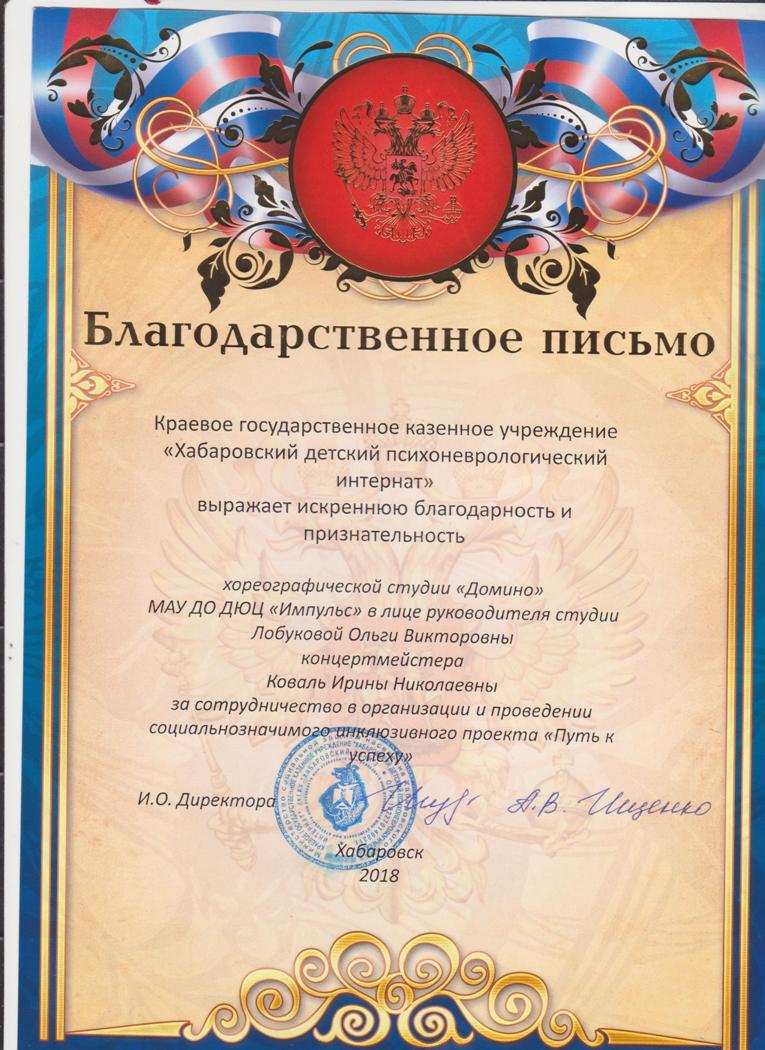 Благодарственное письмо
Краевое государственное казенное учреждение
«Хабаровский детский психоневрологический
интернат»
выражает искреннюю благодарность и
признательность
хореографической студии «Домино»
МАУ ДО ДЮЦ «Импульс» в лице руководителя студии
Лобуковой Ольги Викторовны
концертмейстера
Коваль Ирины Николаевны
за сотрудничество в организации и проведении
социальнозначимого инклюзивного проекта «Путь к
успеху»
И.О. Директора А.В. Ищенко
Хабаровск
2018